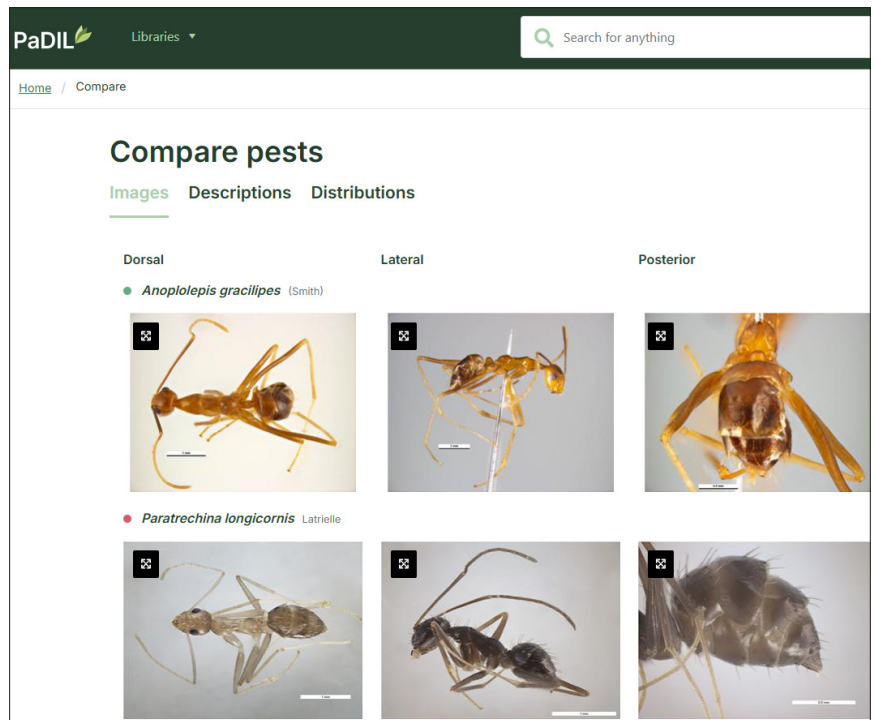 PaDIL
Libraries
Search for anything
Home / Compare
Compare pests
Images Descriptions Distributions
Dorsal Lateral Posterior
Anoplolepis gracilipes (Smith)
Paratrechina longicornis Latrielle